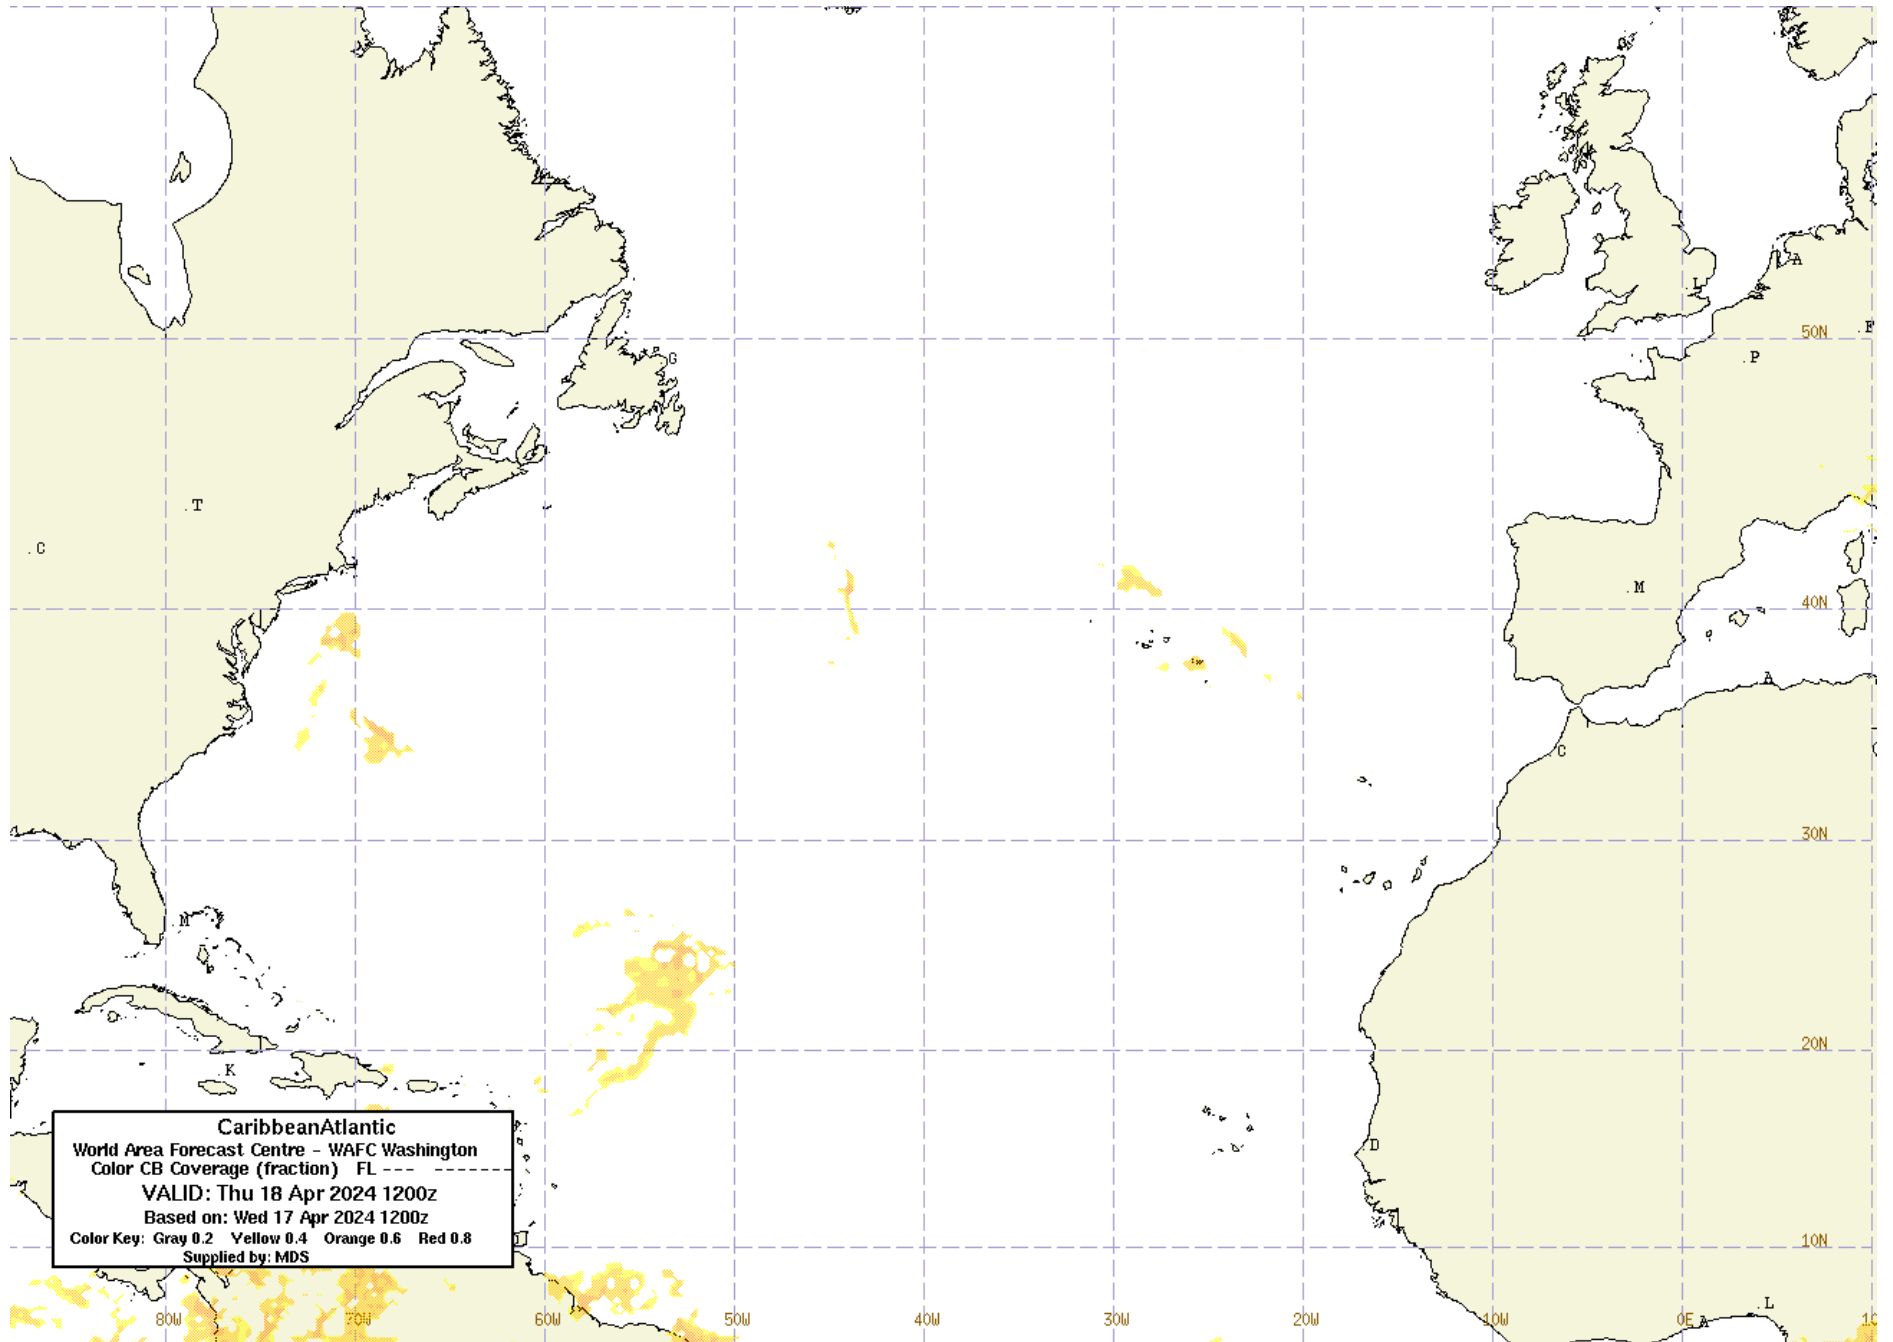 A
L
50N
F
G
P
T
C
M
40N
A
C
C
30N
M
20N
K
CaribbeanAtlantic
World Area Forecast Centre - WAFC Washington
Color CB Coverage (fraction) FL --- ---------
VALID: Thu 18 Apr 2024 1200z
Based on: Wed 17 Apr 2024 1200z
Color Key: Gray 0.2 Yellow 0.4 Orange 0.6 Red 0.8
Supplied by: MDS
D
10N
L
80W 70W 60W 50W 40W 30W 20W 10W 0E A